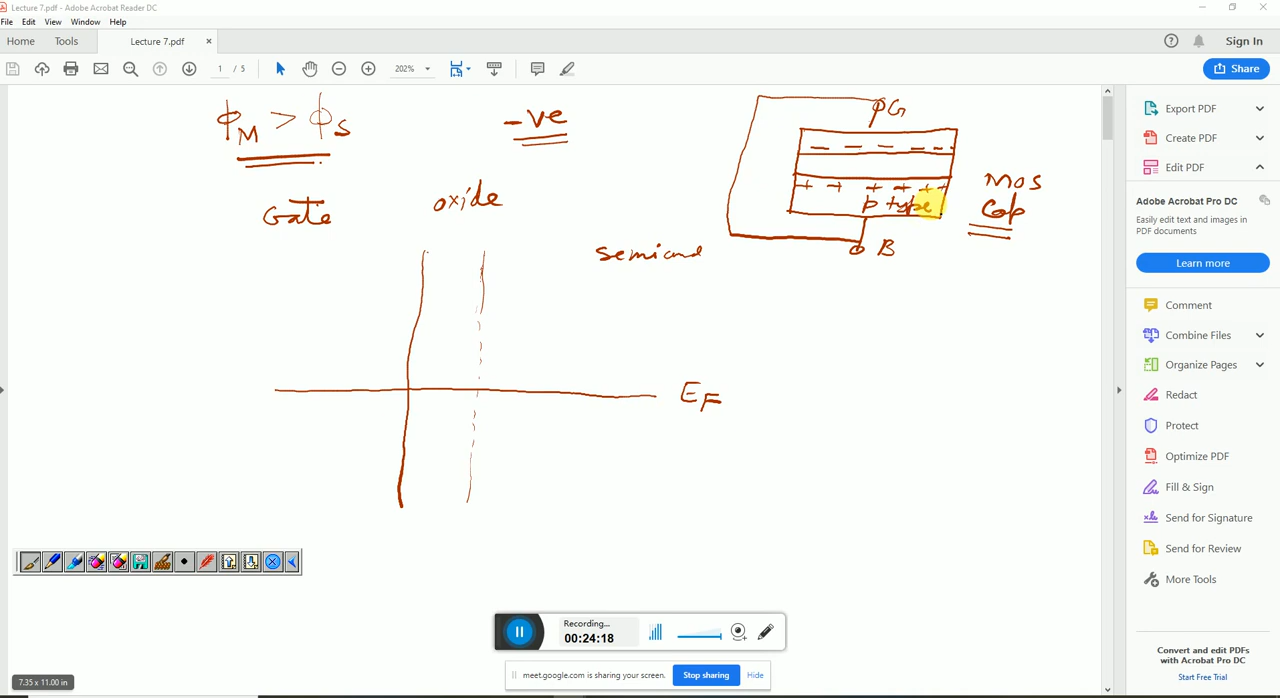 Lecture 7.pdf - Adobe Acrobat Reader DC
File Edit View Window Help
Home Tools Lecture 7.pdf × Sign In
1 / 5 202% Share
ϕM > ϕS
-ve
G
- - - - -
+ + + + +
p type
B
MOS
Cap
Gate
oxide
semicond
EF
Export PDF
Create PDF
Edit PDF
Adobe Acrobat Pro DC
Easily edit text and images in
PDF documents
Learn more
Comment
Combine Files
Organize Pages
Redact
Protect
Optimize PDF
Fill & Sign
Send for Signature
Send for Review
More Tools
Convert and edit PDFs
with Acrobat Pro DC
Start Free Trial
Recording...
00:24:18
meet.google.com is sharing your screen. Stop sharing Hide
7.35 x 11.00 in